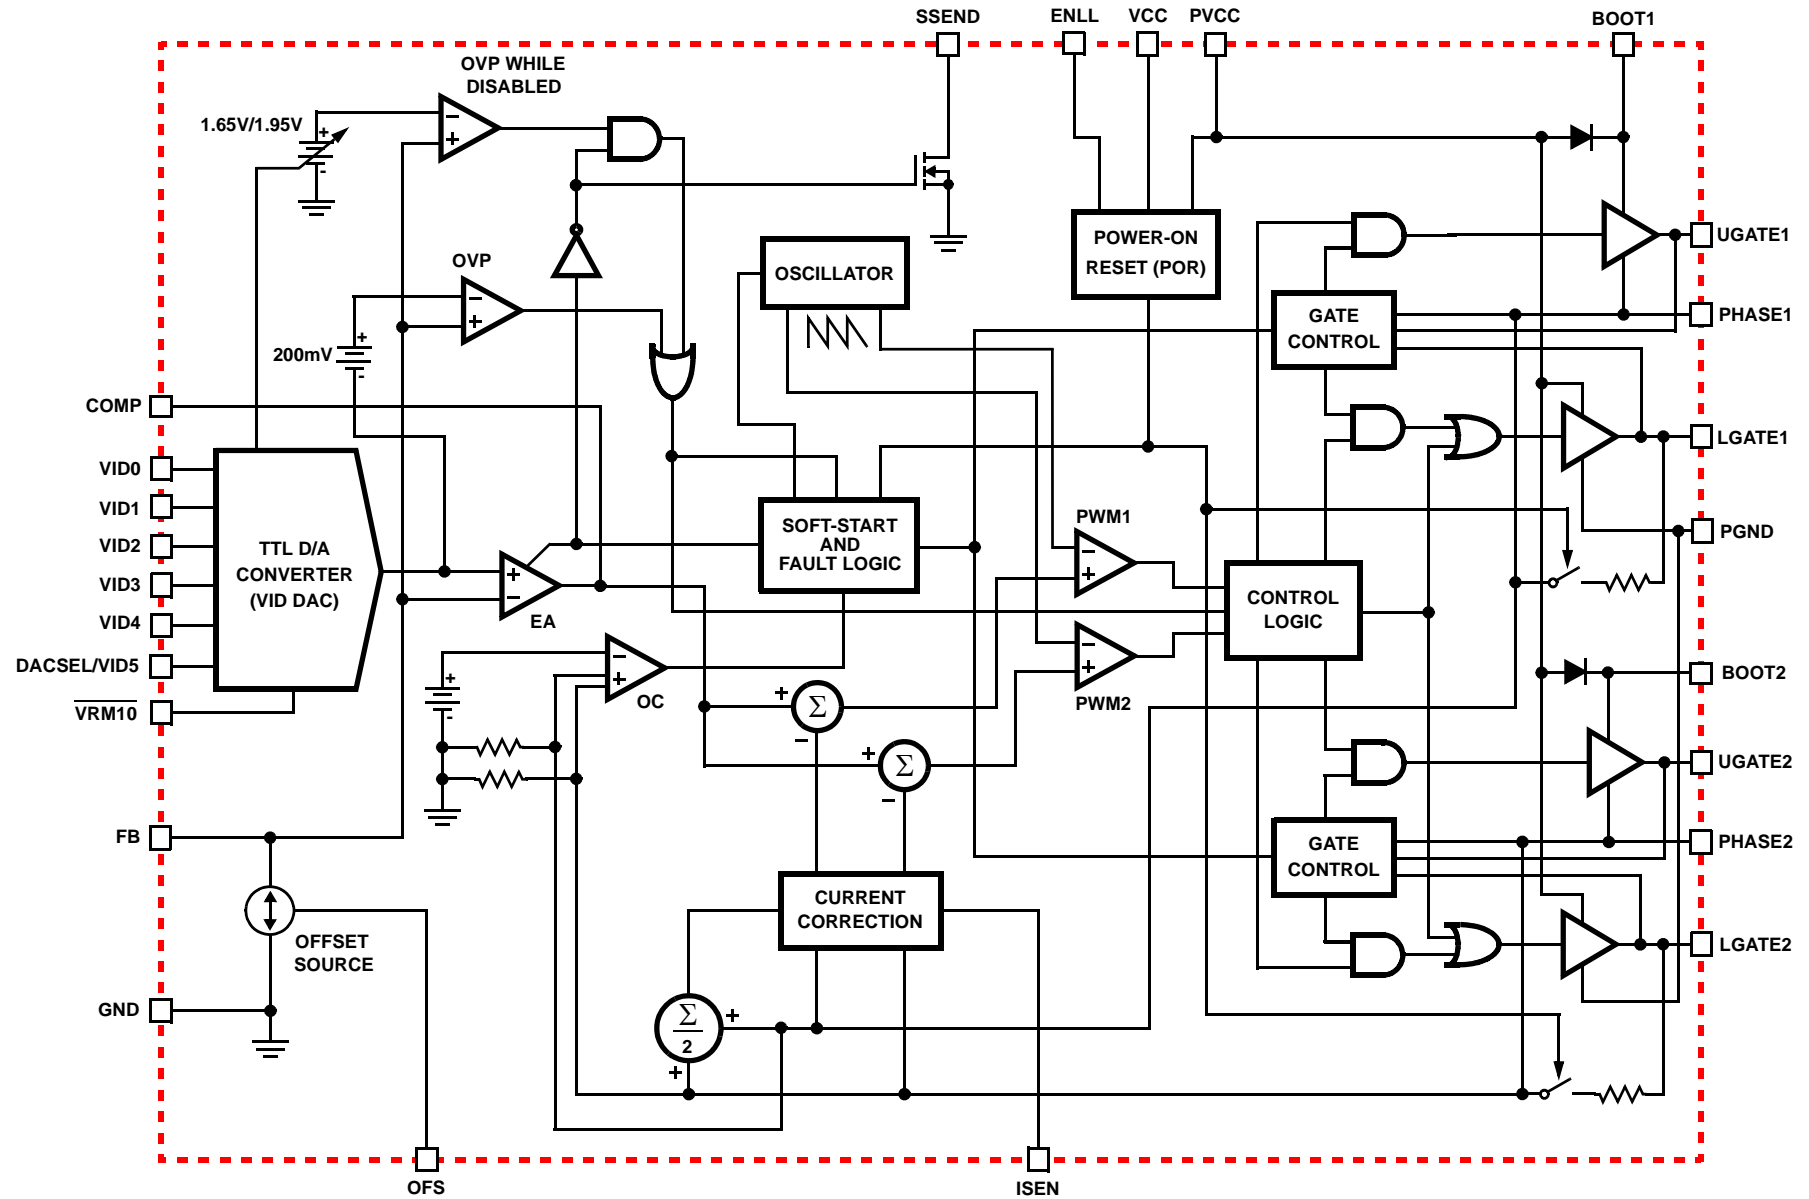 SSEND
ENLL
VCC
PVCC
BOOT1
OVP WHILE
DISABLED
1.65V/1.95V
+
-
−
+
OVP
−
+
200mV
+
-
OSCILLATOR
POWER-ON
RESET (POR)
UGATE1
GATE
CONTROL
PHASE1
COMP
LGATE1
VID0
VID1
VID2
VID3
VID4
DACSEL/VID5
VRM10
TTL D/A
CONVERTER
(VID DAC)
+
−
EA
SOFT-START
AND
FAULT LOGIC
PWM1
−
+
PGND
CONTROL
LOGIC
−
+
PWM2
+
-
−
+
+
OC
+
Σ
−
+
Σ
−
BOOT2
UGATE2
FB
GATE
CONTROL
PHASE2
CURRENT
CORRECTION
OFFSET
SOURCE
LGATE2
GND
Σ
2
+
+
OFS
ISEN